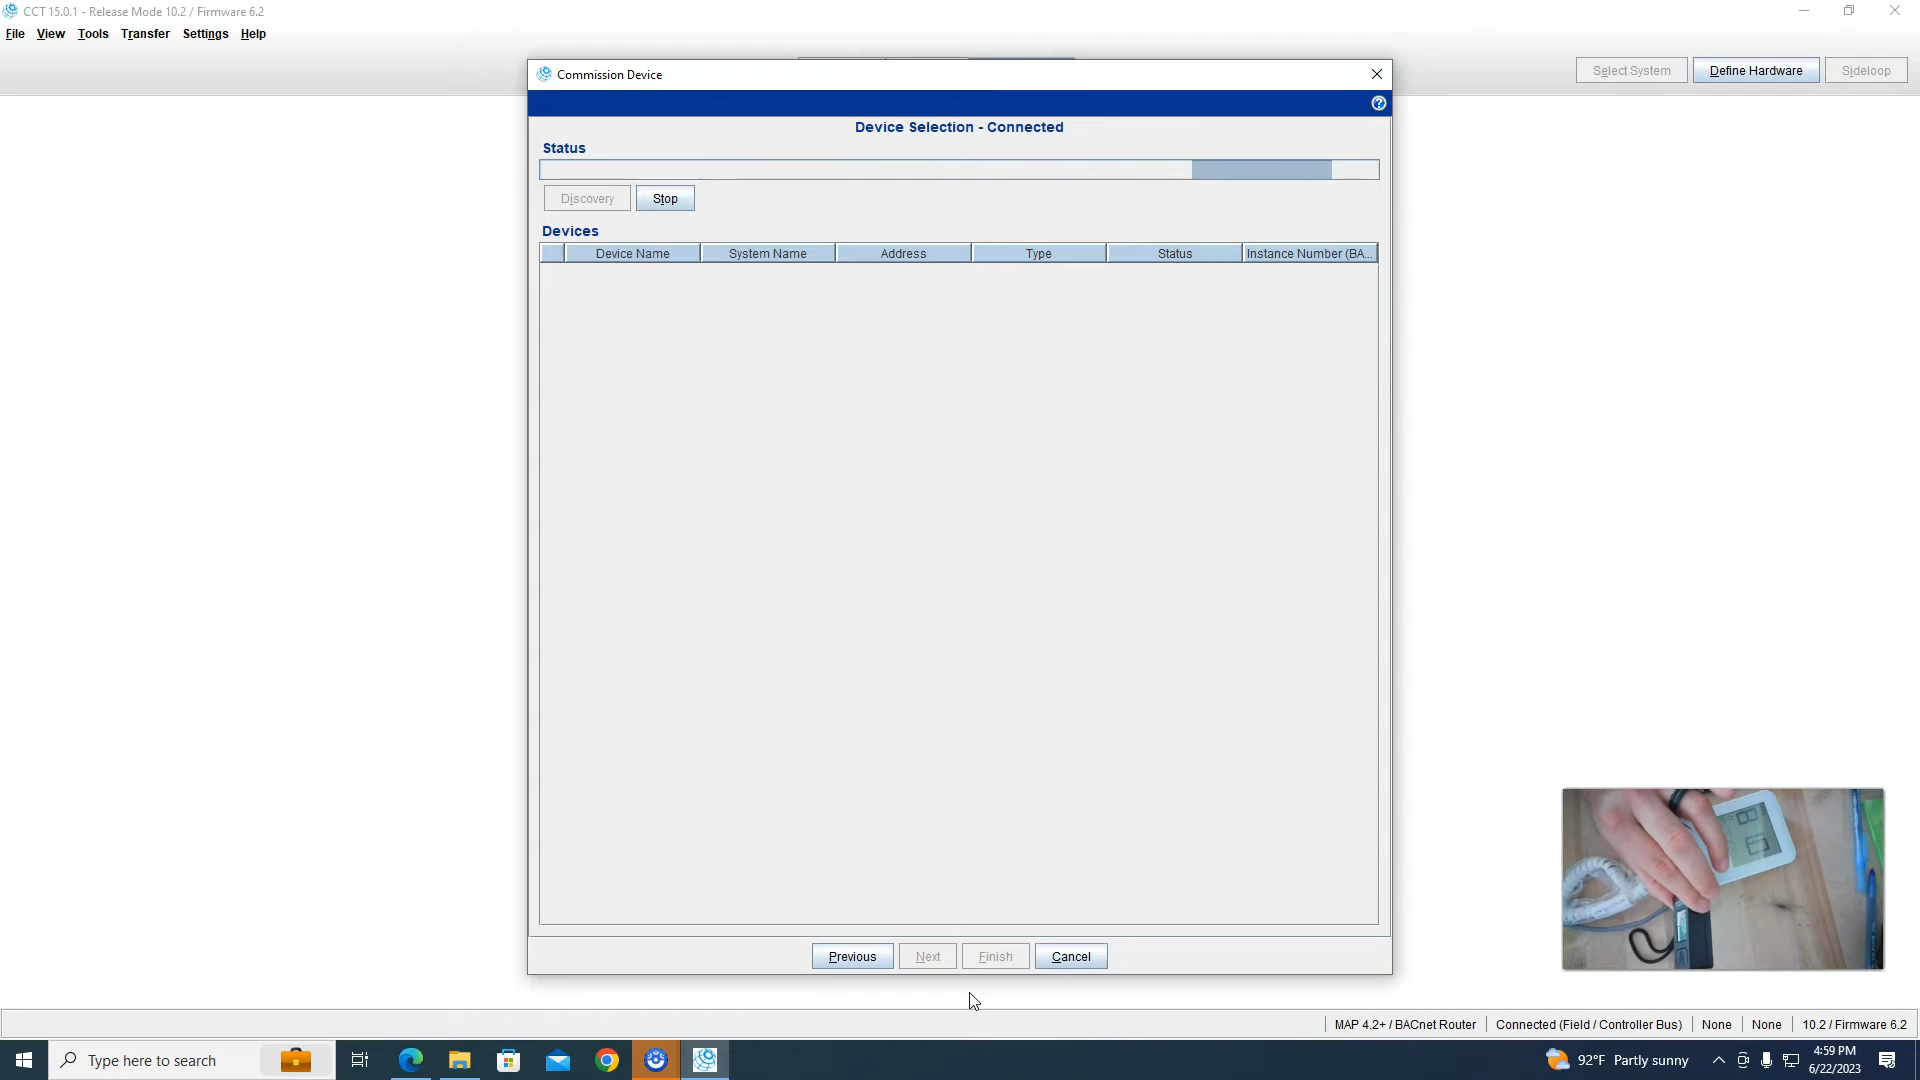 CCT 15.0.1 - Release Mode 10.2 / Firmware 6.2
File View Tools Transfer Settings Help
Select System Define Hardware Sideloop
Commission Device
Device Selection - Connected
Status
Discovery Stop
Devices
Device Name System Name Address Type Status Instance Number (BA...
Previous Next Finish Cancel
MAP 4.2+ / BACnet Router Connected (Field / Controller Bus) None None 10.2 / Firmware 6.2
Type here to search
92°F Partly sunny
4:59 PM
6/22/2023